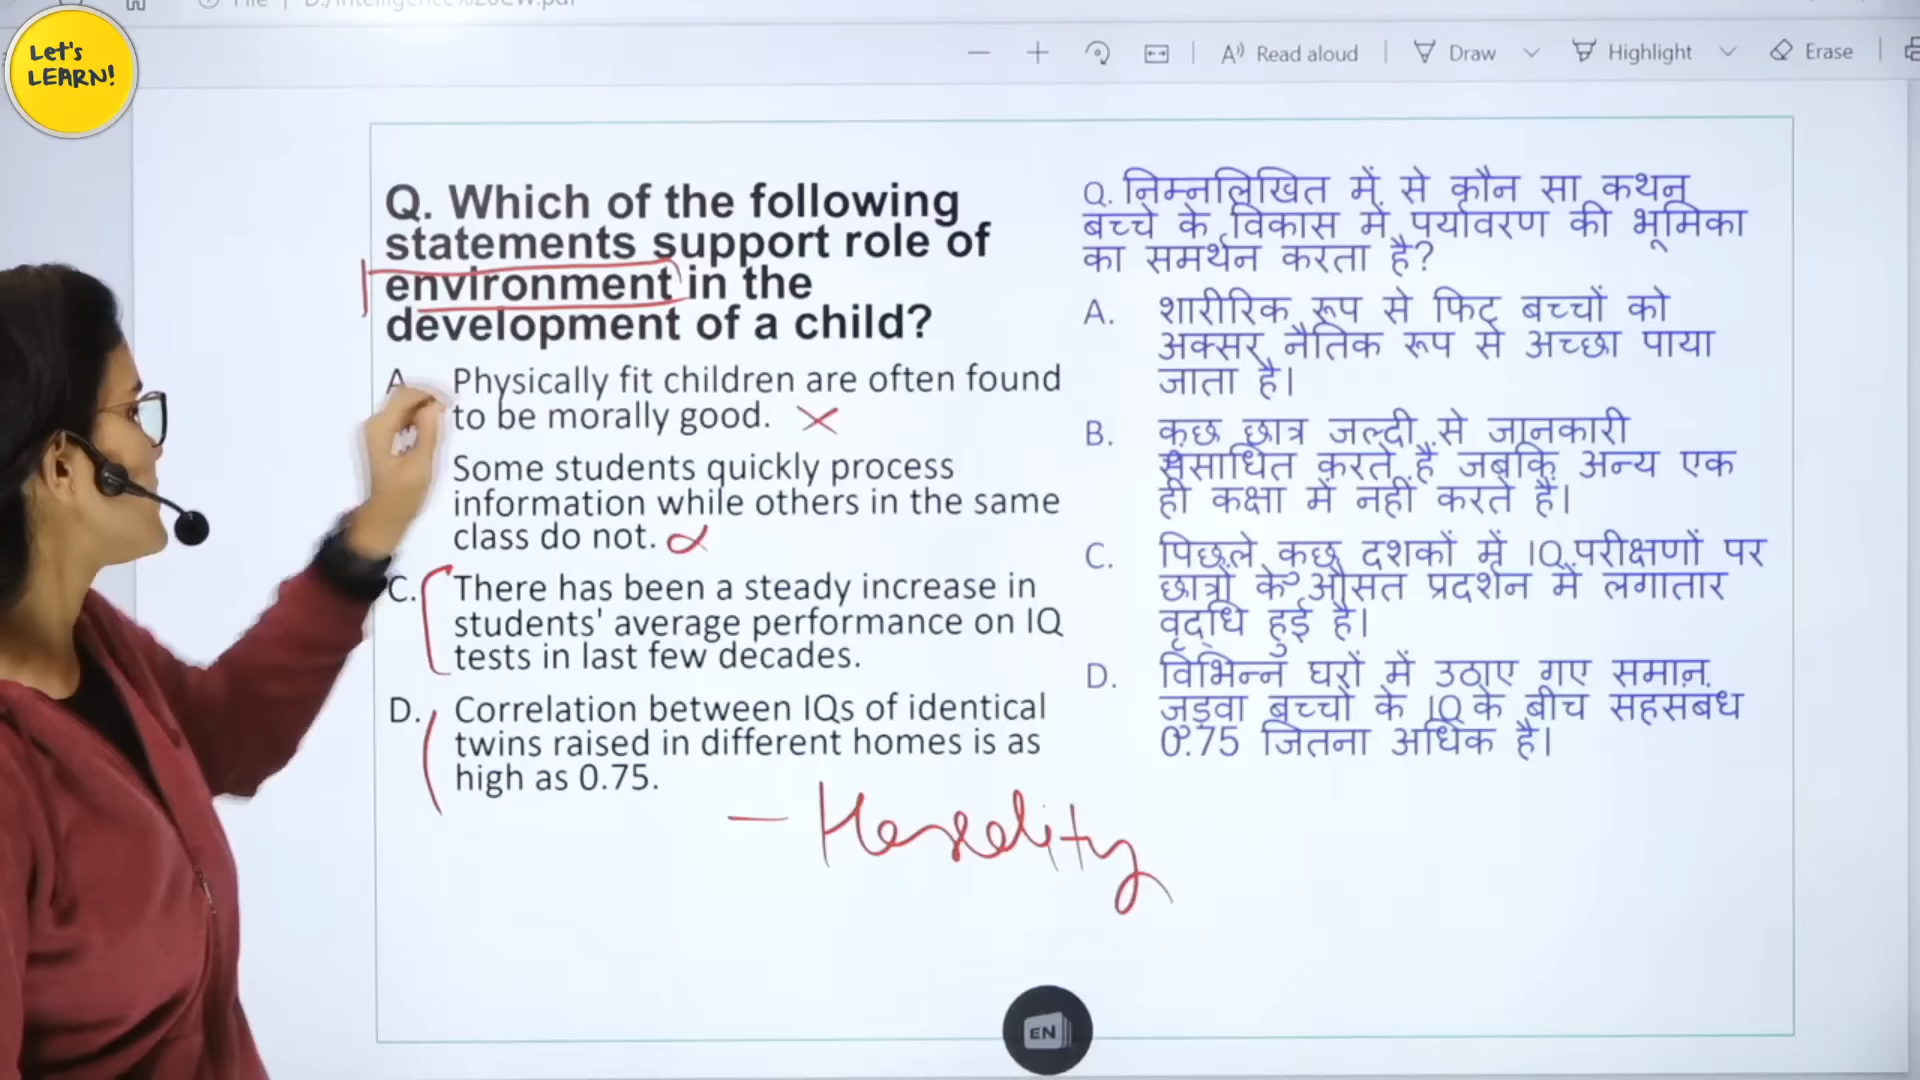 Let's
LEARN!
Read aloud
Draw
Highlight
Erase
Q. Which of the following
statements support role of
environment in the
development of a child?
A
Physically fit children are often found
to be morally good.
Some students quickly process
information while others in the same
class do not.
C. There has been a steady increase in
students' average performance on IQ
tests in last few decades.
D. Correlation between IQs of identical
twins raised in different homes is as
high as 0.75.
Q. निम्नलिखित में से कौन सा कथन
बच्चे के विकास में पर्यावरण की भूमिका
का समर्थन करता है?
A. शारीरिक रूप से फिट बच्चों को
अक्सर नैतिक रूप से अच्छा पाया
जाता है।
B. कुछ छात्र जल्दी से जानकारी
संसाधित करते हैं जबकि अन्य एक
ही कक्षा में नहीं करते हैं।
C. पिछले कुछ दशकों में IQ परीक्षणों पर
छात्रों के औसत प्रदर्शन में लगातार
वृद्धि हुई है।
D. विभिन्न घरों में उठाए गए समान
जुड़वा बच्चों के IQ के बीच सहसंबंध
0.75 जितना अधिक है।
EN